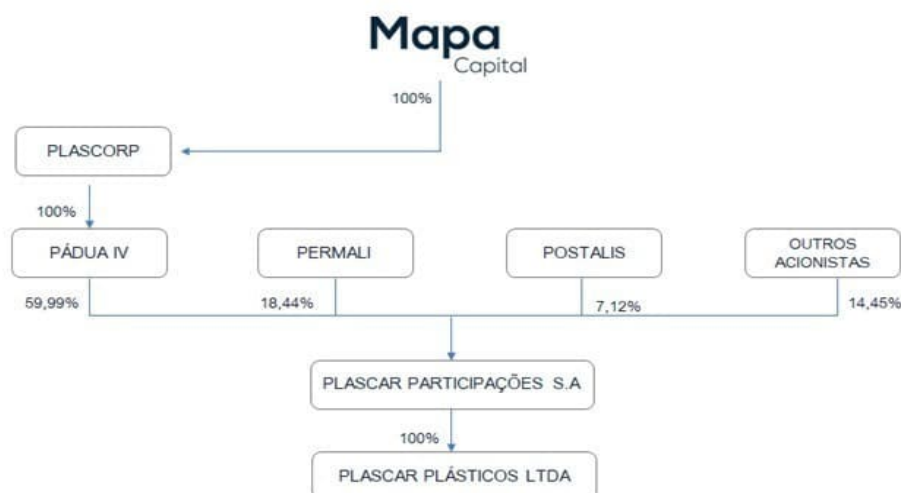 Mapa
Capital
100%
PLASCORP
100%
PÁDUA IV
PERMALI
POSTALIS
OUTROS
ACIONISTAS
59,99%
18,44%
7,12%
14,45%
PLASCAR PARTICIPAÇÕES S.A
100%
PLASCAR PLÁSTICOS LTDA